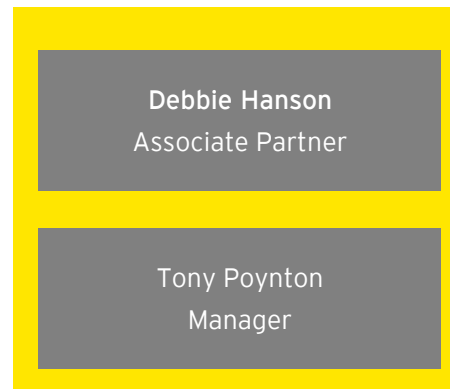 Debbie Hanson
Associate Partner
Tony Poynton
Manager